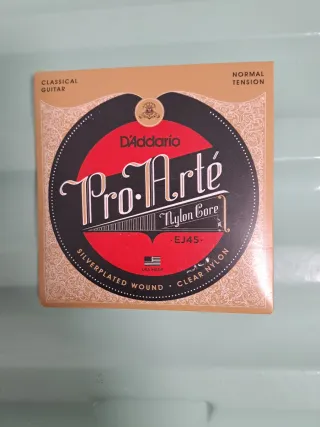 CLASSICAL
GUITAR
NORMAL
TENSION
D'Addario
Pro·Arté
Nylon Core
-EJ45-
SILVERPLATED WOUND • CLEAR NYLON